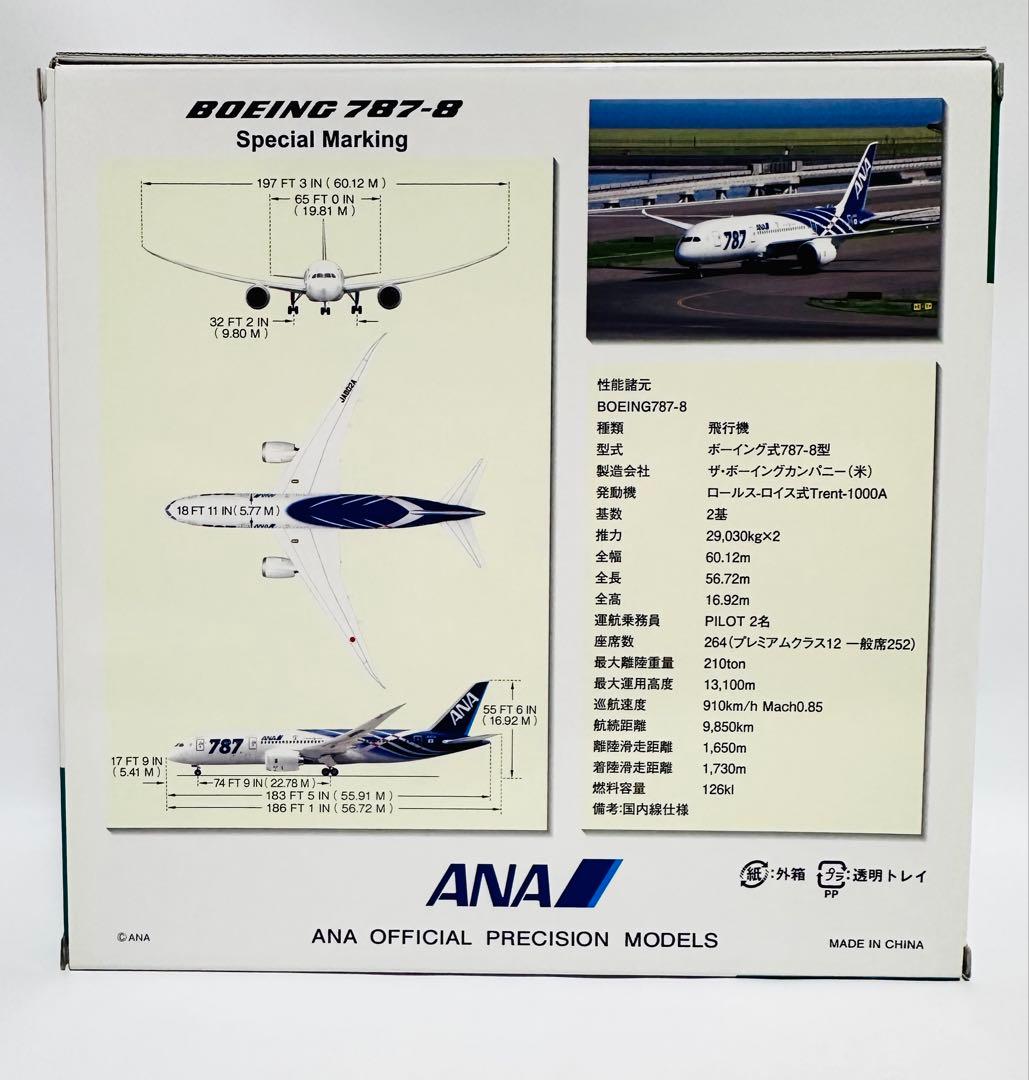 BOEING 787-8
Special Marking
197 FT 3 IN ( 60.12 M )
65 FT 0 IN
( 19.81 M )
32 FT 2 IN
( 9.80 M )
JA802A
18 FT 11 IN( 5.77 M )
ANA
787
ANA
55 FT 6 IN
( 16.92 M )
17 FT 9 IN
( 5.41 M )
74 FT 9 IN ( 22.78 M )
183 FT 5 IN ( 55.91 M )
186 FT 1 IN ( 56.72 M )
ANA
ANA
787
性能諸元
BOEING787-8
種類 飛行機
型式 ボーイング式787-8型
製造会社 ザ・ボーイングカンパニー(米)
発動機 ロールス-ロイス式Trent-1000A
基数 2基
推力 29,030kg×2
全幅 60.12m
全長 56.72m
全高 16.92m
運航乗務員 PILOT 2名
座席数 264(プレミアムクラス12 一般席252)
最大離陸重量 210ton
最大運用高度 13,100m
巡航速度 910km/h Mach0.85
航続距離 9,850km
離陸滑走距離 1,650m
着陸滑走距離 1,730m
燃料容量 126kl
備考:国内線仕様
ANA
紙:外箱 プラ:透明トレイ
PP
©ANA
ANA OFFICIAL PRECISION MODELS
MADE IN CHINA